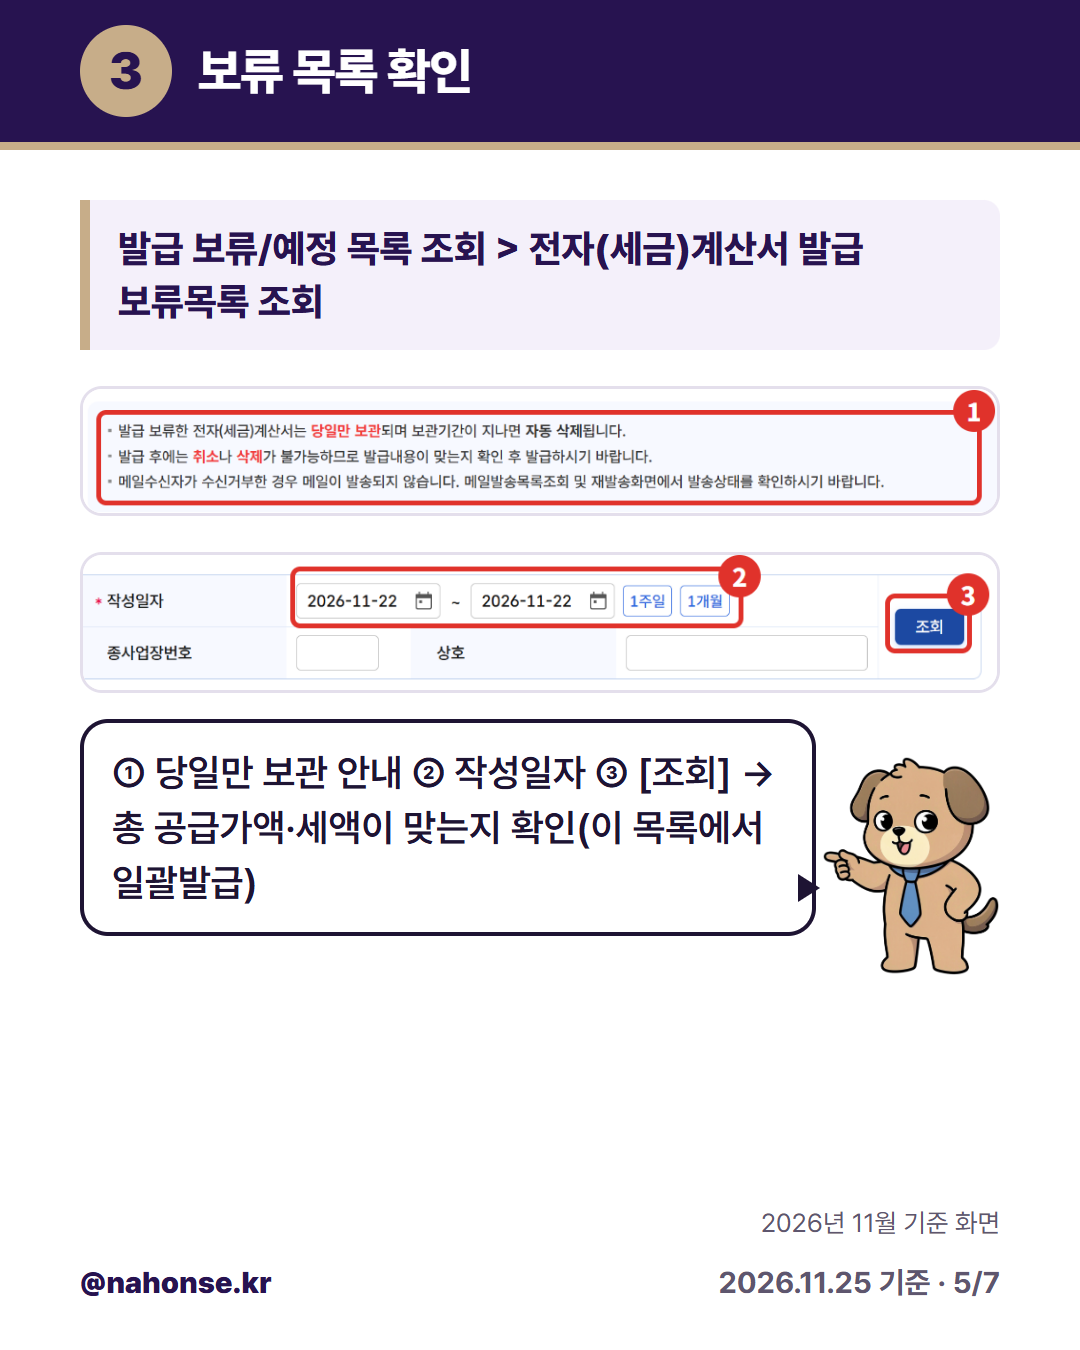 3 보류 목록 확인
발급 보류/예정 목록 조회 > 전자(세금)계산서 발급
보류목록 조회
1
• 발급 보류한 전자(세금)계산서는 당일만 보관되며 보관기간이 지나면 자동 삭제됩니다.
• 발급 후에는 취소나 삭제가 불가능하므로 발급내용이 맞는지 확인 후 발급하시기 바랍니다.
• 메일수신자가 수신거부한 경우 메일이 발송되지 않습니다. 메일발송목록조회 및 재발송화면에서 발송상태를 확인하시기 바랍니다.
2
3
* 작성일자 2026-11-22 ~ 2026-11-22 1주일 1개월
조회
종사업장번호 상호
① 당일만 보관 안내 ② 작성일자 ③ [조회] →
총 공급가액·세액이 맞는지 확인(이 목록에서
일괄발급)
2026년 11월 기준 화면
@nahonse.kr 2026.11.25 기준 · 5/7